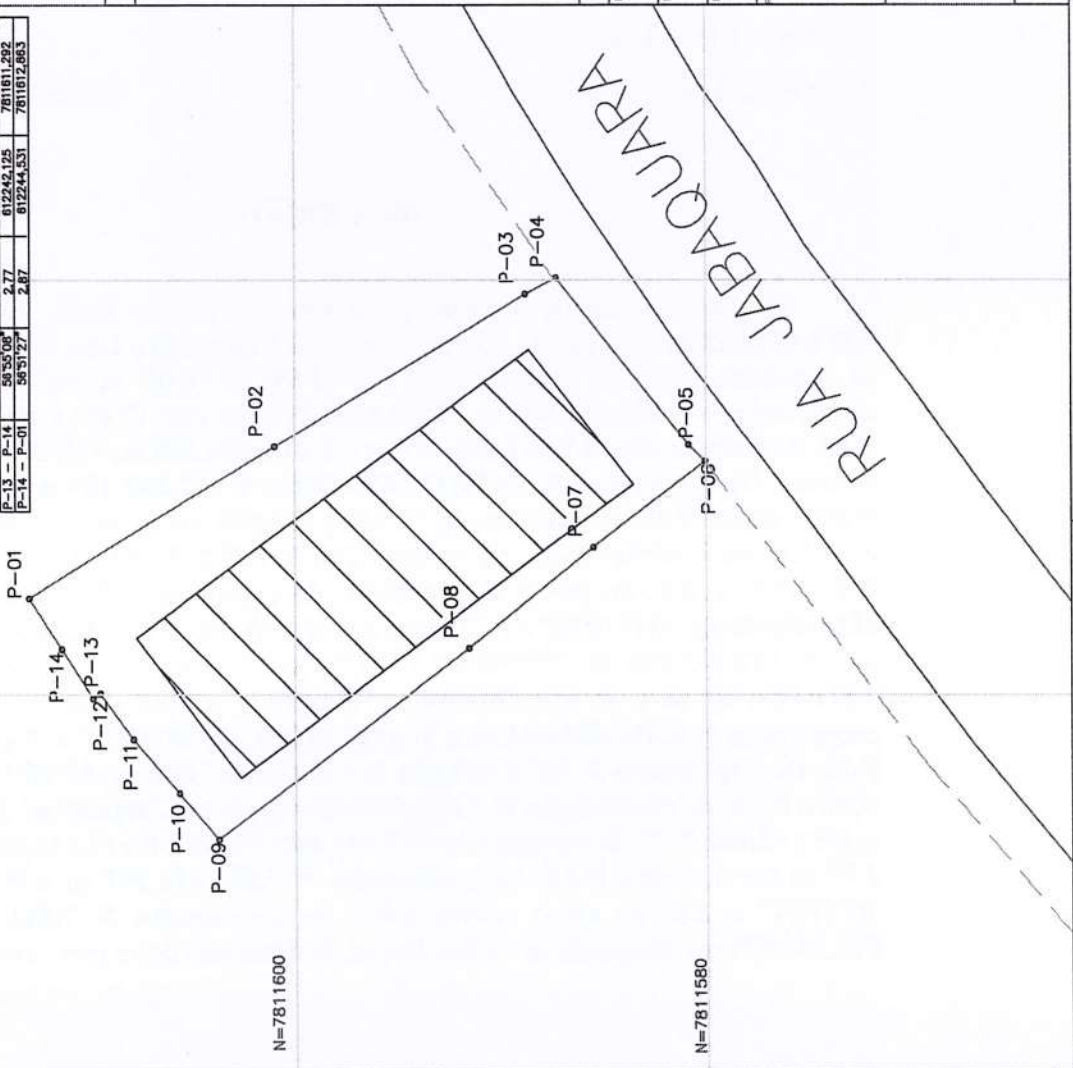 P-13 - P-14 56°55'08" 2,77 612242,125 7811611,292
P-14 - P-01 56°51'27" 2,87 612244,531 7811612,863
P-01
P-14
P-13
P-12
P-11
P-10
P-09
P-02
P-03
P-04
P-08
P-07
P-05
P-06
N=7811600
N=7811580
RUA JABAQUARA